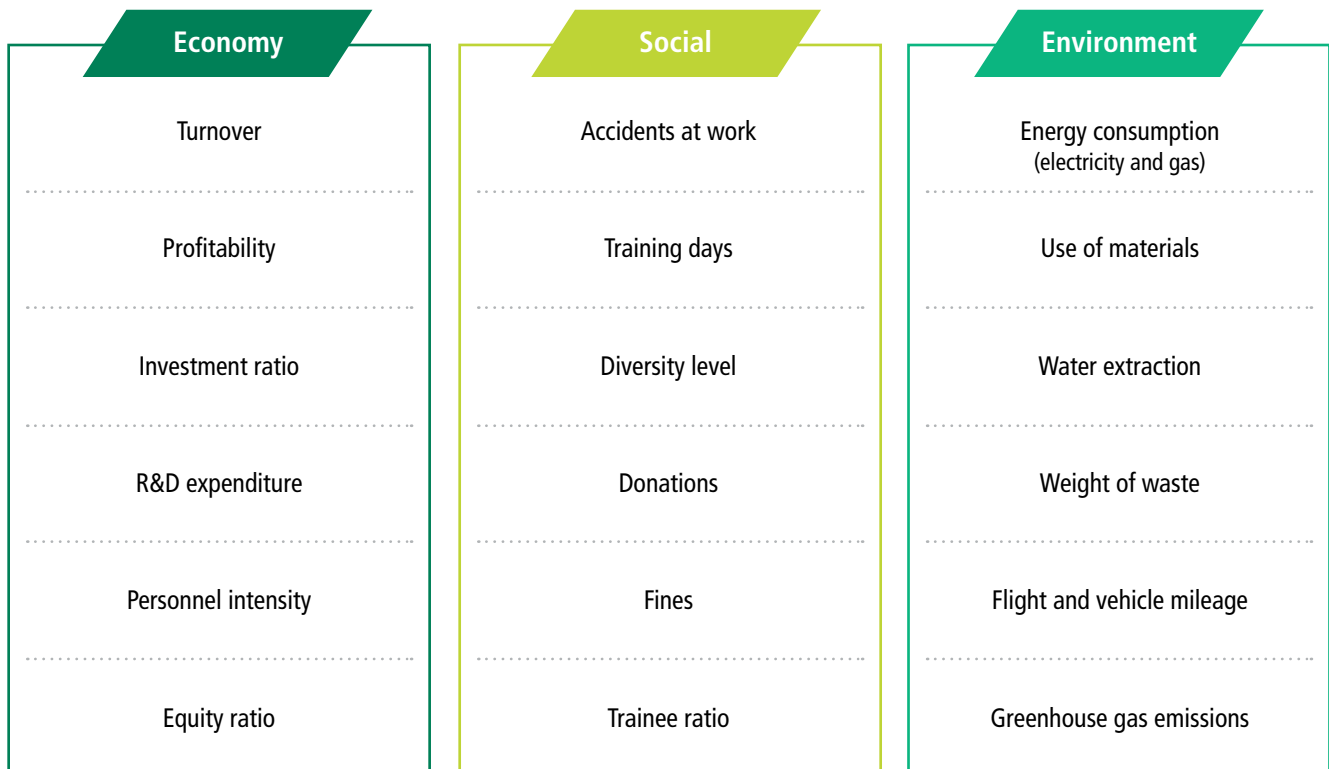 Economy
Turnover
Profitability
Investment ratio
R&D expenditure
Personnel intensity
Equity ratio
Social
Accidents at work
Training days
Diversity level
Donations
Fines
Trainee ratio
Environment
Energy consumption
(electricity and gas)
Use of materials
Water extraction
Weight of waste
Flight and vehicle mileage
Greenhouse gas emissions